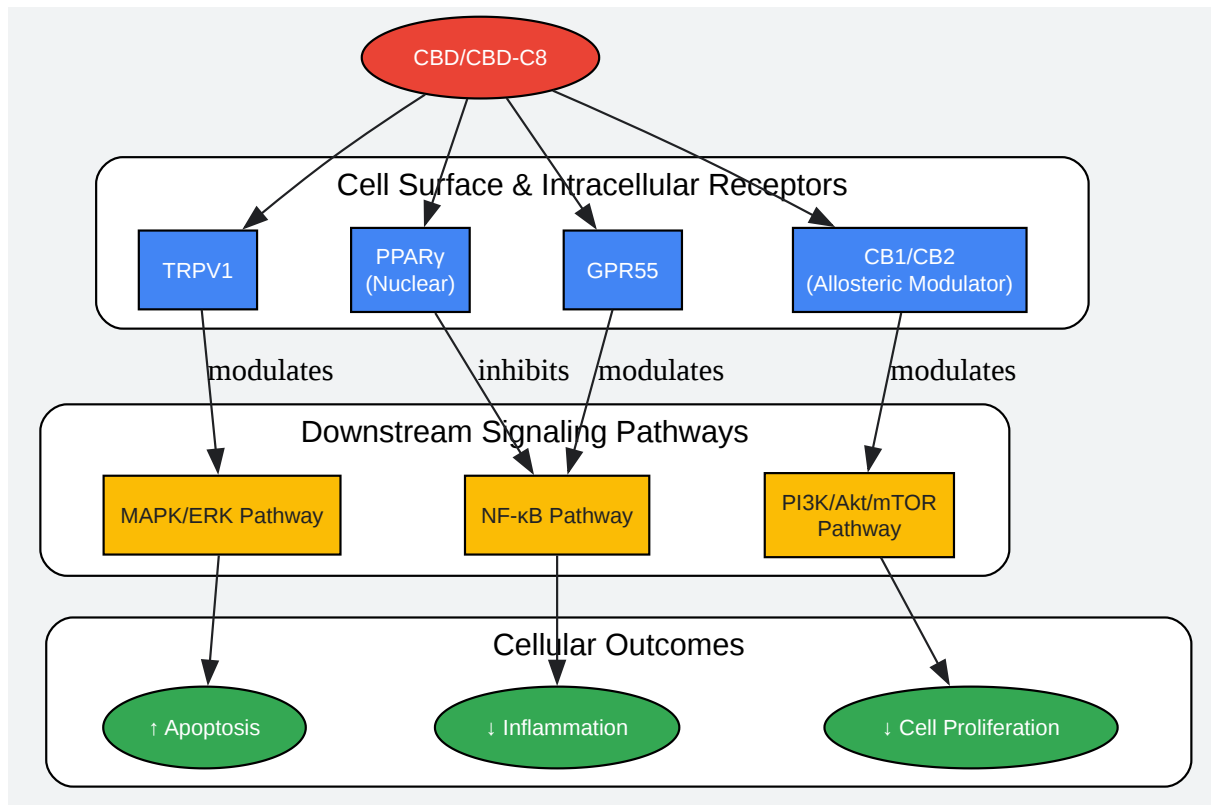 CBD/CBD-C8
Cell Surface & Intracellular Receptors
TRPV1
PPARγ
(Nuclear)
GPR55
CB1/CB2
(Allosteric Modulator)
modulates
inhibits
modulates
modulates
Downstream Signaling Pathways
MAPK/ERK Pathway
NF-κB Pathway
PI3K/Akt/mTOR
Pathway
Cellular Outcomes
↑ Apoptosis
↓ Inflammation
↓ Cell Proliferation